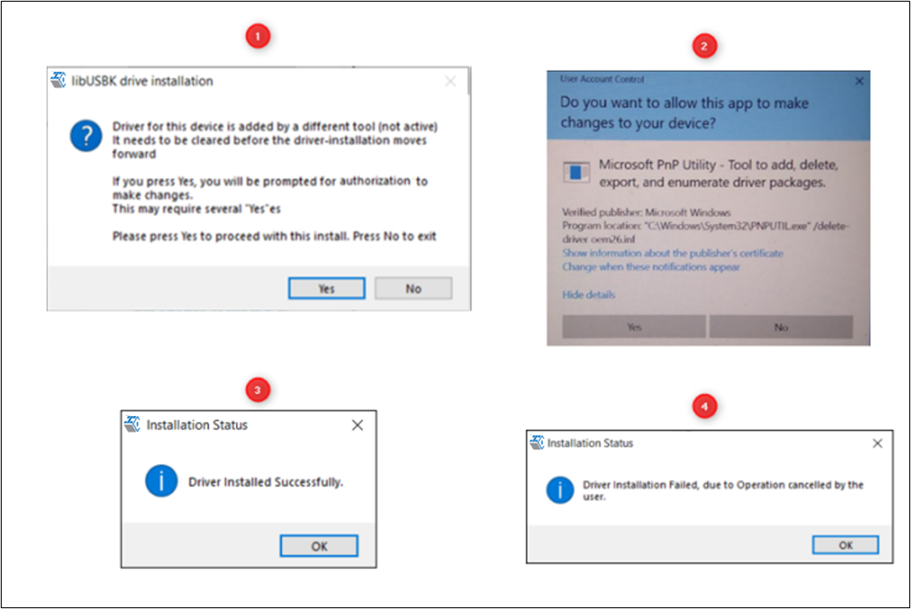 1
libUSBK drive installation
Driver for this device is added by a different tool (not active)
It needs to be cleared before the driver-installation moves
forward
If you press Yes, you will be prompted for authorization to
make changes.
This may require several "Yes"es
Please press Yes to proceed with this install. Press No to exit
Yes
No
2
User Account Control
Do you want to allow this app to make
changes to your device?
Microsoft PnP Utility - Tool to add, delete,
export, and enumerate driver packages.
Verified publisher: Microsoft Windows
Program location: "C:\Windows\System32\PNPUTIL.exe" /delete-
driver oem26.inf
Show information about the publisher's certificate
Change when these notifications appear
Hide details
Yes
No
3
Installation Status
Driver Installed Successfully.
OK
4
Installation Status
Driver Installation Failed, due to Operation cancelled by the
user.
OK